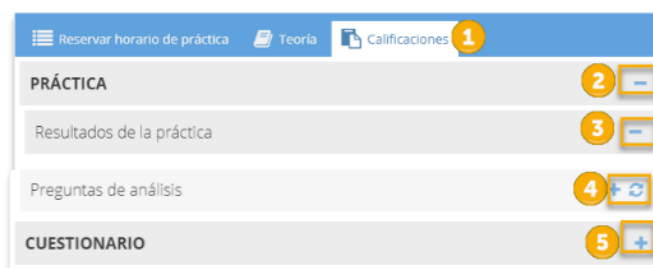 Reservar horario de práctica Teoría Calificaciones 1
PRÁCTICA 2 −
Resultados de la práctica 3 −
Preguntas de análisis 4 +
CUESTIONARIO 5 +